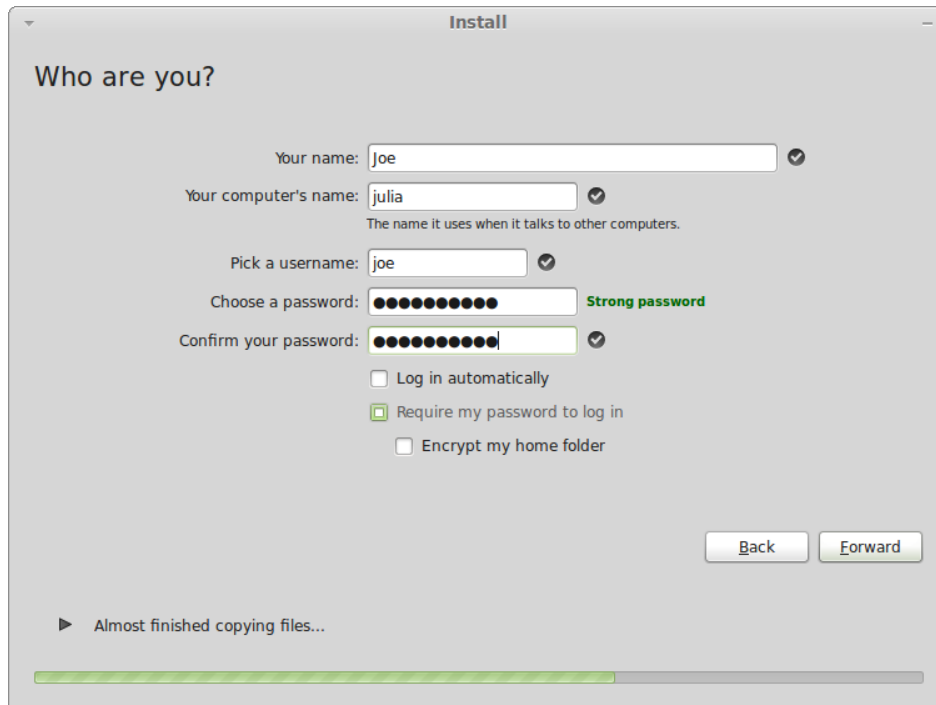 Install
Who are you?
Your name: Joe
Your computer's name: julia
The name it uses when it talks to other computers.
Pick a username: joe
Choose a password: ●●●●●●●●●● Strong password
Confirm your password: ●●●●●●●●●●
Log in automatically
Require my password to log in
Encrypt my home folder
Back Forward
Almost finished copying files...